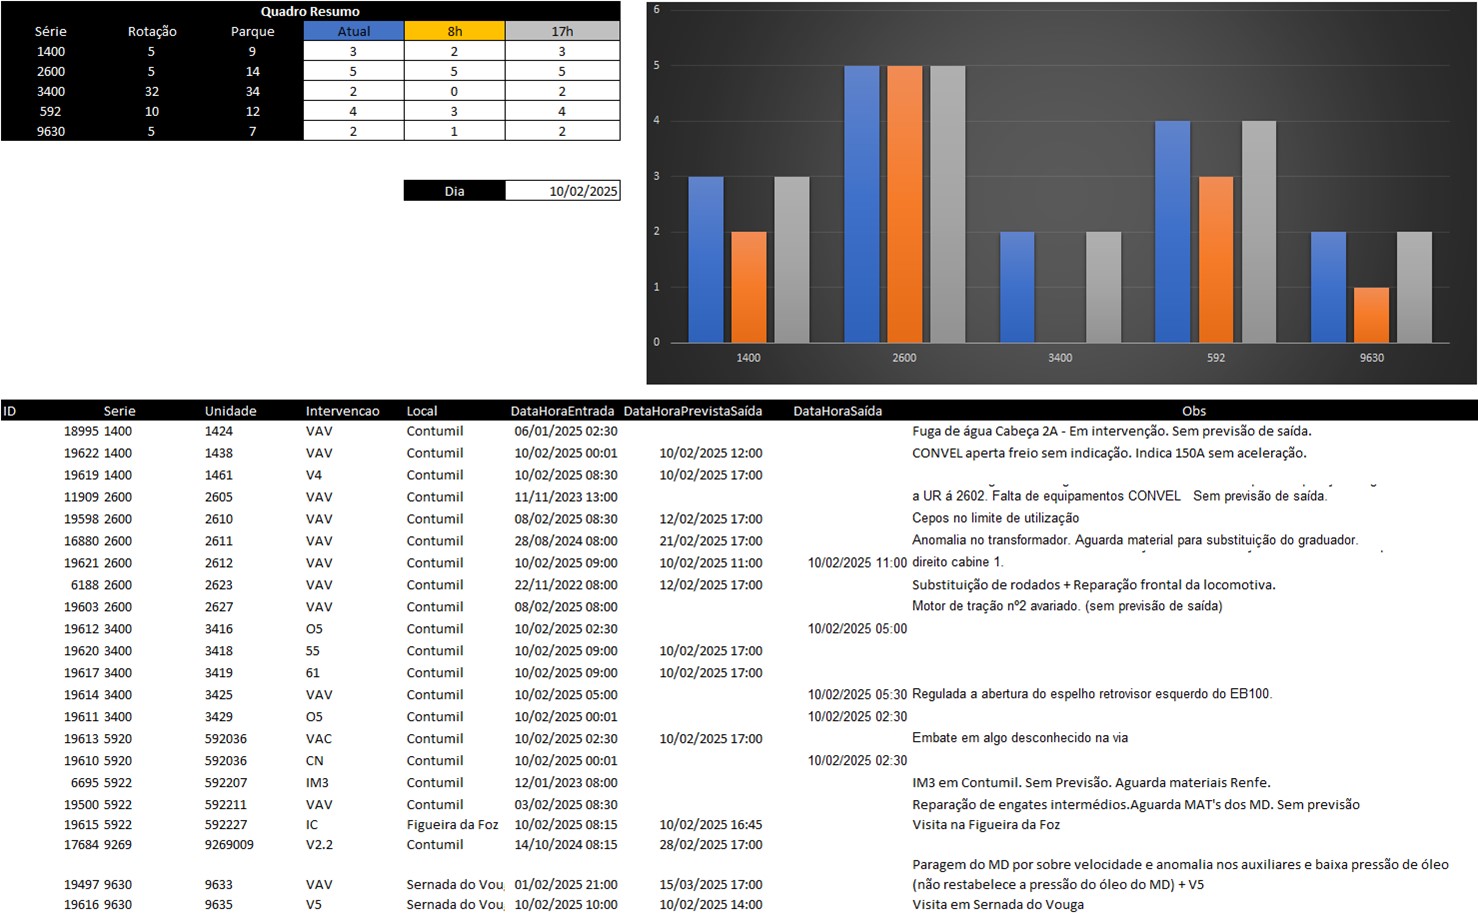 Quadro Resumo
Série Rotação Parque Atual 8h 17h
1400 5 9 3 2 3
2600 5 14 5 5 5
3400 32 34 2 0 2
592 10 12 4 3 4
9630 5 7 2 1 2
Dia 10/02/2025
6
5
4
3
2
1
0
1400 2600 3400 592 9630
ID Serie Unidade Intervencao Local DataHoraEntrada DataHoraPrevistaSaída DataHoraSaída Obs
18995 1400 1424 VAV Contumil 06/01/2025 02:30 Fuga de água Cabeça 2A - Em intervenção. Sem previsão de saída.
19622 1400 1438 VAV Contumil 10/02/2025 00:01 10/02/2025 12:00 CONVEL aperta freio sem indicação. Indica 150A sem aceleração.
19619 1400 1461 V4 Contumil 10/02/2025 08:30 10/02/2025 17:00
11909 2600 2605 VAV Contumil 11/11/2023 13:00 a UR á 2602. Falta de equipamentos CONVEL Sem previsão de saída.
19598 2600 2610 VAV Contumil 08/02/2025 08:30 12/02/2025 17:00 Cepos no limite de utilização
16880 2600 2611 VAV Contumil 28/08/2024 08:00 21/02/2025 17:00 Anomalia no transformador. Aguarda material para substituição do graduador.
19621 2600 2612 VAV Contumil 10/02/2025 09:00 10/02/2025 11:00 10/02/2025 11:00 direito cabine 1.
6188 2600 2623 VAV Contumil 22/11/2022 08:00 12/02/2025 17:00 Substituição de rodados + Reparação frontal da locomotiva.
19603 2600 2627 VAV Contumil 08/02/2025 08:00 Motor de tração nº2 avariado. (sem previsão de saída)
19612 3400 3416 O5 Contumil 10/02/2025 02:30 10/02/2025 05:00
19620 3400 3418 55 Contumil 10/02/2025 09:00 10/02/2025 17:00
19617 3400 3419 61 Contumil 10/02/2025 09:00 10/02/2025 17:00
19614 3400 3425 VAV Contumil 10/02/2025 05:00 10/02/2025 05:30 Regulada a abertura do espelho retrovisor esquerdo do EB100.
19611 3400 3429 O5 Contumil 10/02/2025 00:01 10/02/2025 02:30
19613 5920 592036 VAC Contumil 10/02/2025 02:30 10/02/2025 17:00 Embate em algo desconhecido na via
19610 5920 592036 CN Contumil 10/02/2025 00:01 10/02/2025 02:30
6695 5922 592207 IM3 Contumil 12/01/2023 08:00 IM3 em Contumil. Sem Previsão. Aguarda materiais Renfe.
19500 5922 592211 VAV Contumil 03/02/2025 08:30 Reparação de engates intermédios.Aguarda MAT's dos MD. Sem previsão
19615 5922 592227 IC Figueira da Foz 10/02/2025 08:15 10/02/2025 16:45 Visita na Figueira da Foz
17684 9269 9269009 V2.2 Contumil 14/10/2024 08:15 28/02/2025 17:00
Paragem do MD por sobre velocidade e anomalia nos auxiliares e baixa pressão de óleo
19497 9630 9633 VAV Sernada do Vou 01/02/2025 21:00 15/03/2025 17:00 (não restabelece a pressão do óleo do MD) + V5
19616 9630 9635 V5 Sernada do Vou 10/02/2025 10:00 10/02/2025 14:00 Visita em Sernada do Vouga